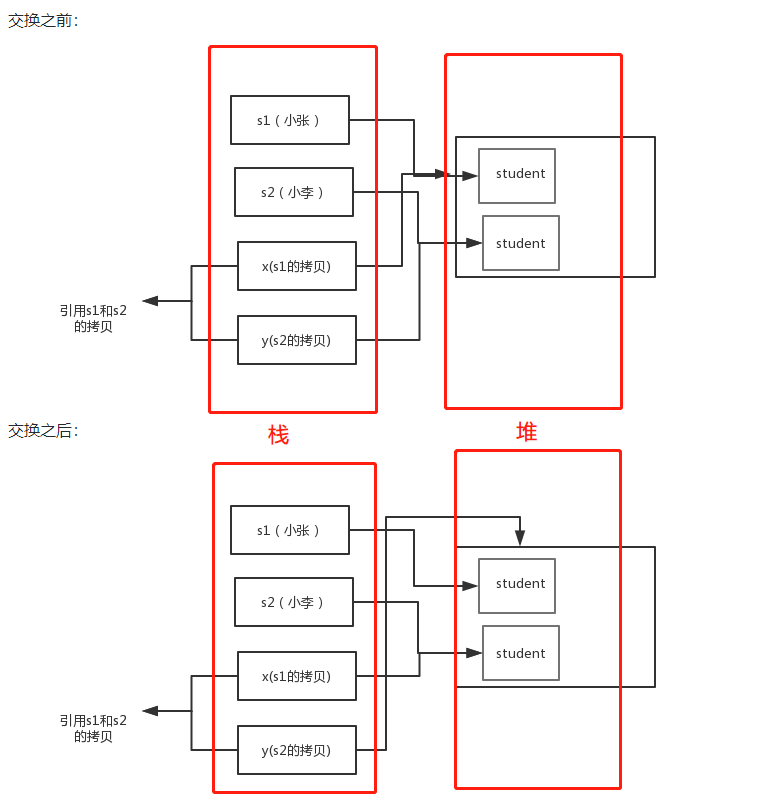 交换之前：
s1（小张）
student
s2（小李）
student
x(s1的拷贝)
引用s1和s2
的拷贝
y(s2的拷贝)
交换之后：
栈
堆
s1（小张）
student
s2（小李）
student
x(s1的拷贝)
引用s1和s2
的拷贝
y(s2的拷贝)